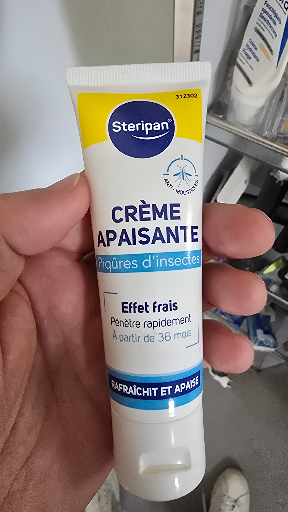 312302
Steripan®
ANTI-MOUSTIQUES
CRÈME
APAISANTE
Piqûres d'insectes
Effet frais
Pénètre rapidement
À partir de 36 mois
RAFRAÎCHIT ET APAISE